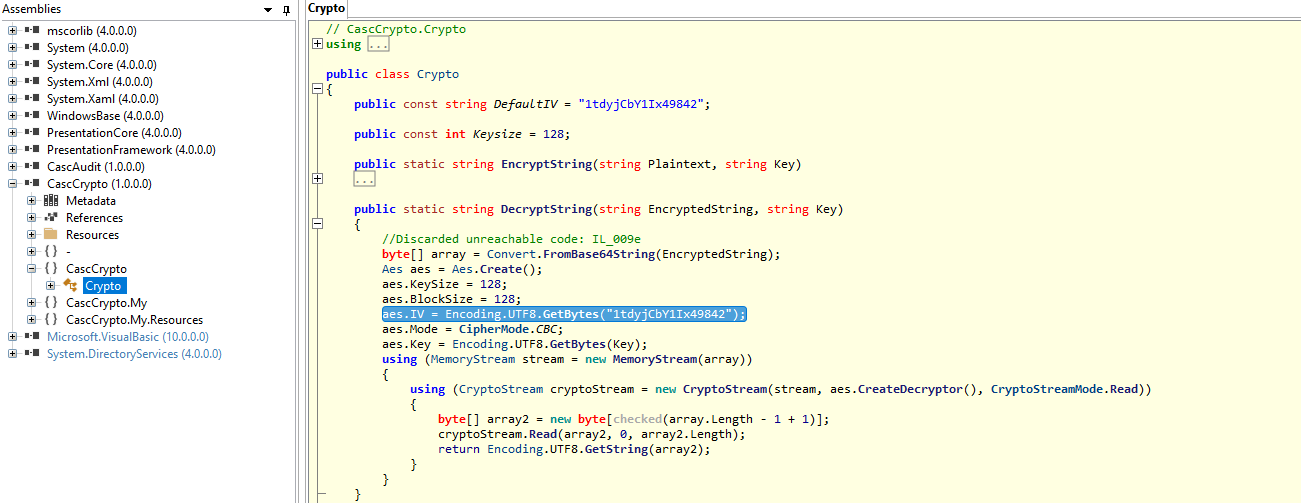 Assemblies
mscorlib (4.0.0.0)
System (4.0.0.0)
System.Core (4.0.0.0)
System.Xml (4.0.0.0)
System.Xaml (4.0.0.0)
WindowsBase (4.0.0.0)
PresentationCore (4.0.0.0)
PresentationFramework (4.0.0.0)
CascAudit (1.0.0.0)
CascCrypto (1.0.0.0)
Metadata
References
Resources
{ } -
{ } CascCrypto
Crypto
{ } CascCrypto.My
{ } CascCrypto.My.Resources
Microsoft.VisualBasic (10.0.0.0)
System.DirectoryServices (4.0.0.0)
Crypto
// CascCrypto.Crypto
using ...
public class Crypto
{
public const string DefaultIV = "1tdyjCbY1Ix49842";
public const int Keysize = 128;
public static string EncryptString(string Plaintext, string Key)
...
public static string DecryptString(string EncryptedString, string Key)
{
//Discarded unreachable code: IL_009e
byte[] array = Convert.FromBase64String(EncryptedString);
Aes aes = Aes.Create();
aes.KeySize = 128;
aes.BlockSize = 128;
aes.IV = Encoding.UTF8.GetBytes("1tdyjCbY1Ix49842");
aes.Mode = CipherMode.CBC;
aes.Key = Encoding.UTF8.GetBytes(Key);
using (MemoryStream stream = new MemoryStream(array))
{
using (CryptoStream cryptoStream = new CryptoStream(stream, aes.CreateDecryptor(), CryptoStreamMode.Read))
{
byte[] array2 = new byte[checked(array.Length - 1 + 1)];
cryptoStream.Read(array2, 0, array2.Length);
return Encoding.UTF8.GetString(array2);
}
}
}